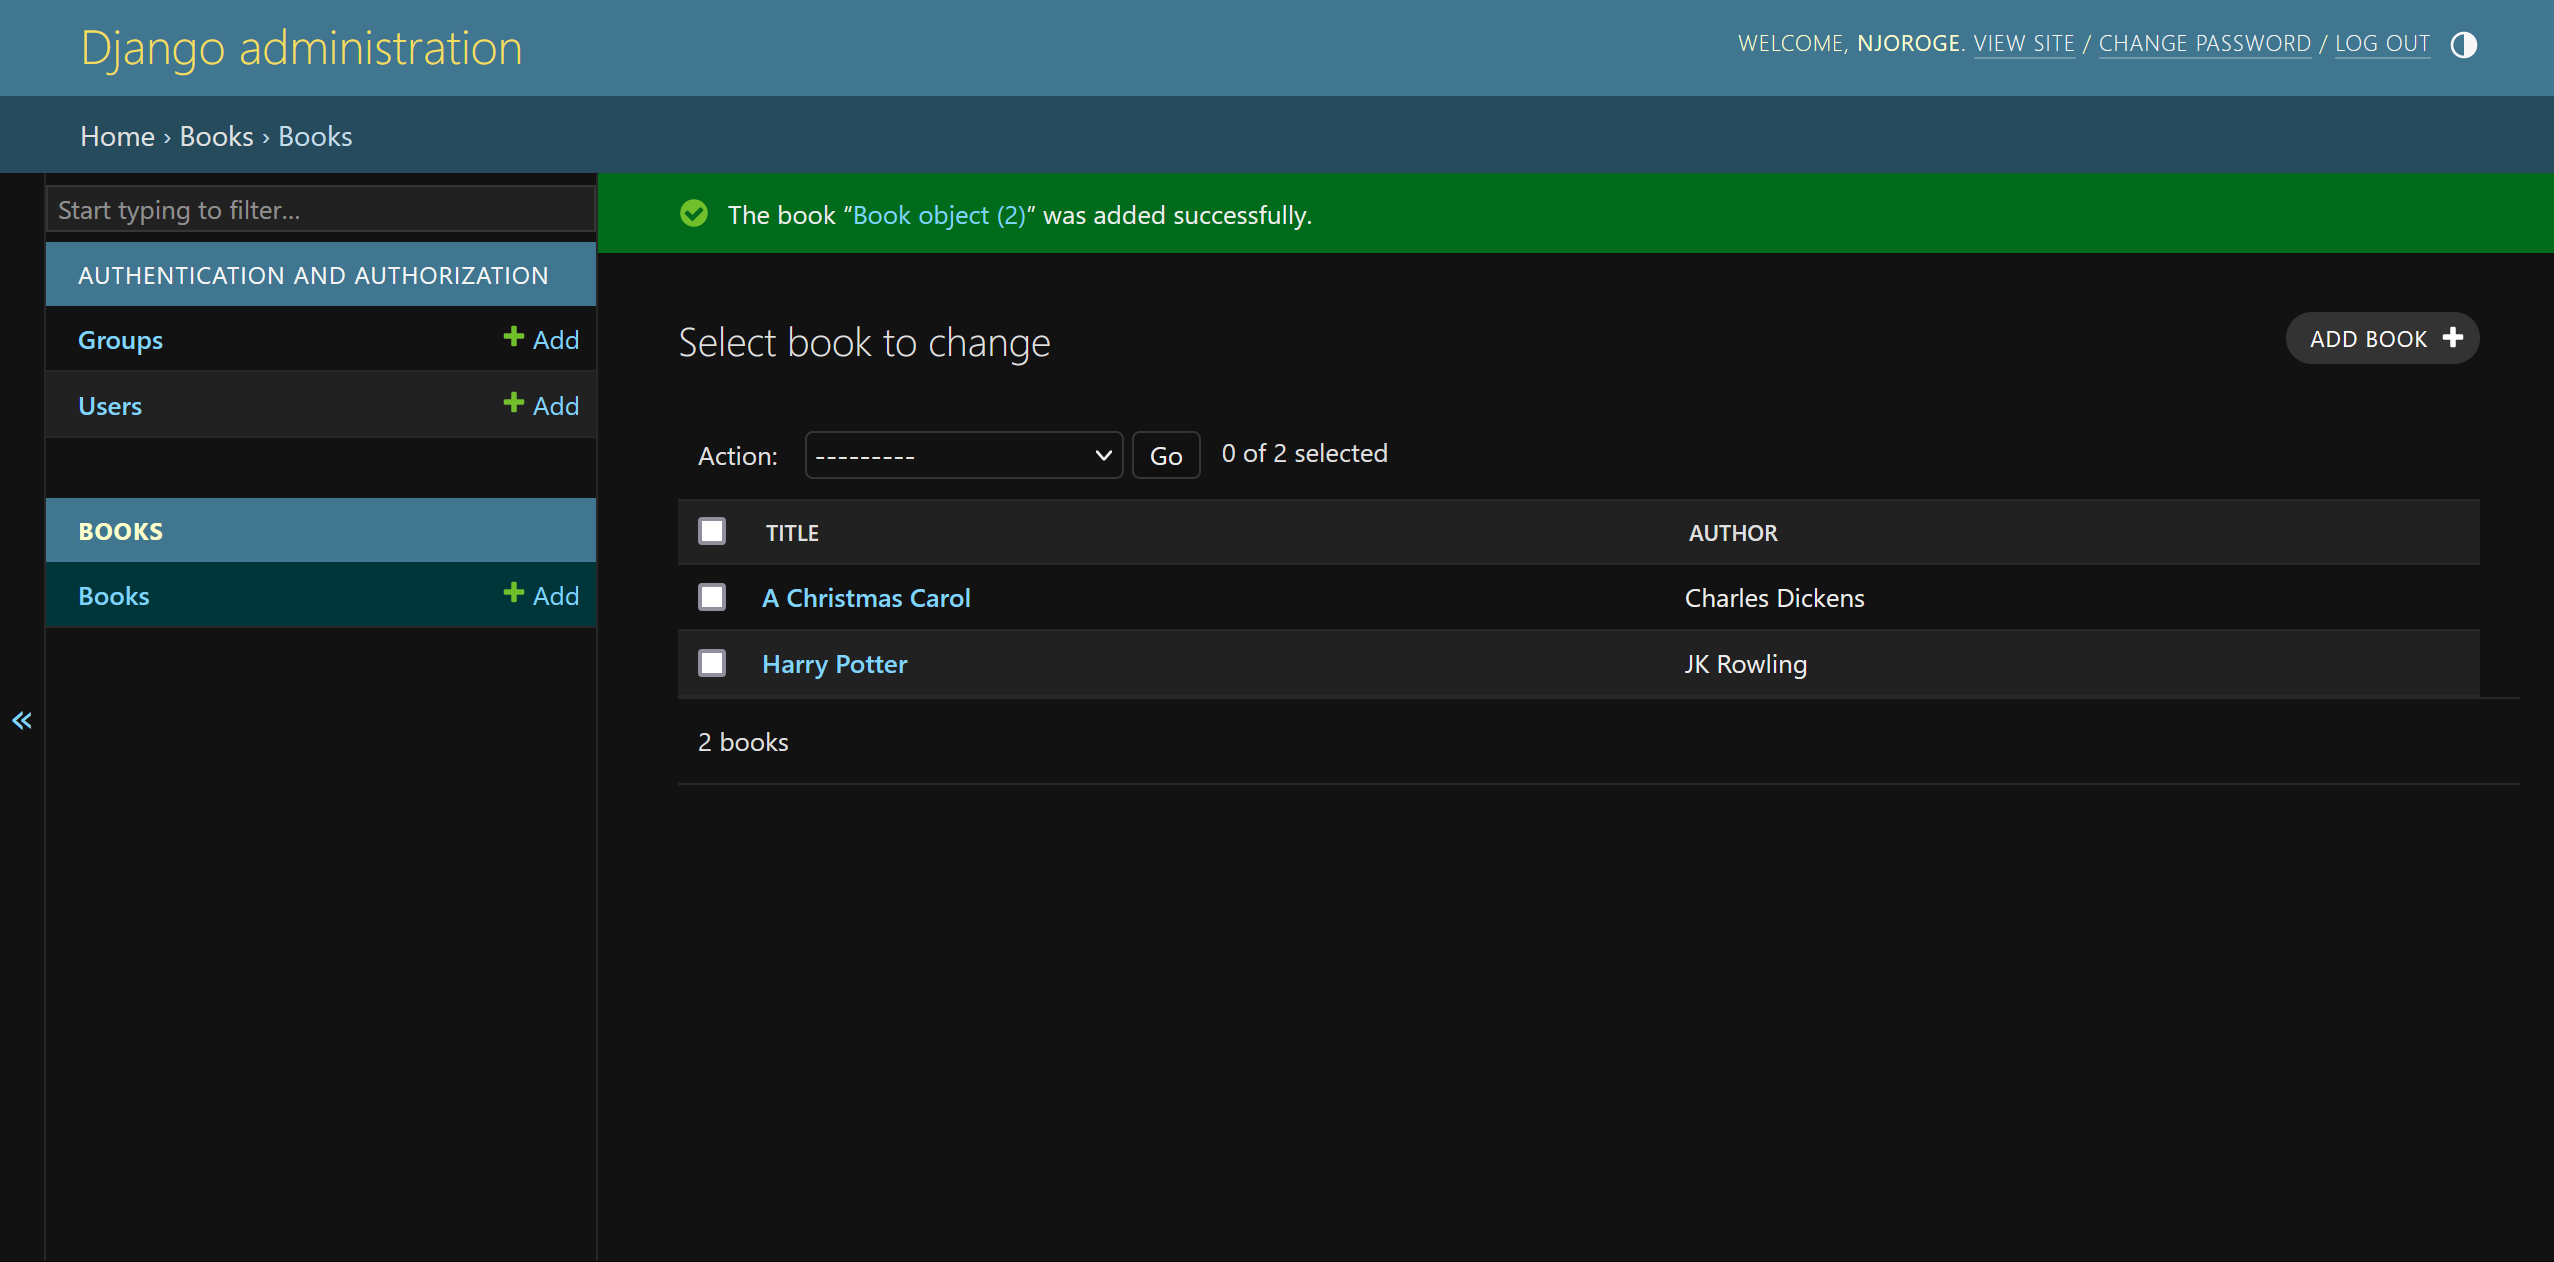 Django administration
WELCOME, NJOROGE. VIEW SITE / CHANGE PASSWORD / LOG OUT
Home › Books › Books
Start typing to filter...
AUTHENTICATION AND AUTHORIZATION
Groups + Add
Users + Add
BOOKS
Books + Add
«
The book “Book object (2)” was added successfully.
Select book to change
ADD BOOK +
Action: --------- Go 0 of 2 selected
TITLE AUTHOR
A Christmas Carol Charles Dickens
Harry Potter JK Rowling
2 books